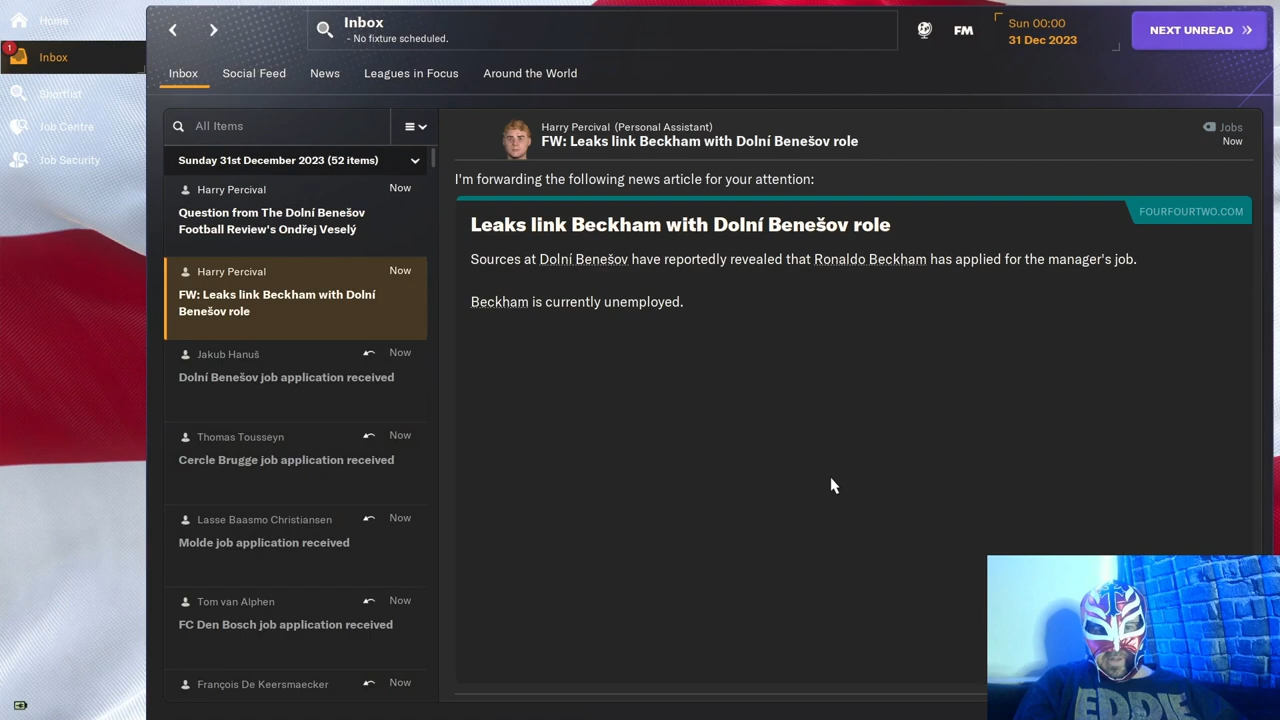 Home
1
Inbox
Shortlist
Job Centre
Job Security
Inbox
- No fixture scheduled.
FM
Sun 00:00
31 Dec 2023
NEXT UNREAD
Inbox
Social Feed
News
Leagues in Focus
Around the World
All Items
Sunday 31st December 2023 (52 items)
Harry Percival
Now
Question from The Dolní Benešov
Football Review's Ondřej Veselý
Harry Percival
Now
FW: Leaks link Beckham with Dolní
Benešov role
Jakub Hanuš
Now
Dolní Benešov job application received
Thomas Tousseyn
Now
Cercle Brugge job application received
Lasse Baasmo Christiansen
Now
Molde job application received
Tom van Alphen
Now
FC Den Bosch job application received
François De Keersmaecker
Now
Harry Percival (Personal Assistant)
FW: Leaks link Beckham with Dolní Benešov role
Jobs
Now
I'm forwarding the following news article for your attention:
FOURFOURTWO.COM
Leaks link Beckham with Dolní Benešov role
Sources at Dolní Benešov have reportedly revealed that Ronaldo Beckham has applied for the manager's job.
Beckham is currently unemployed.
EDDIE